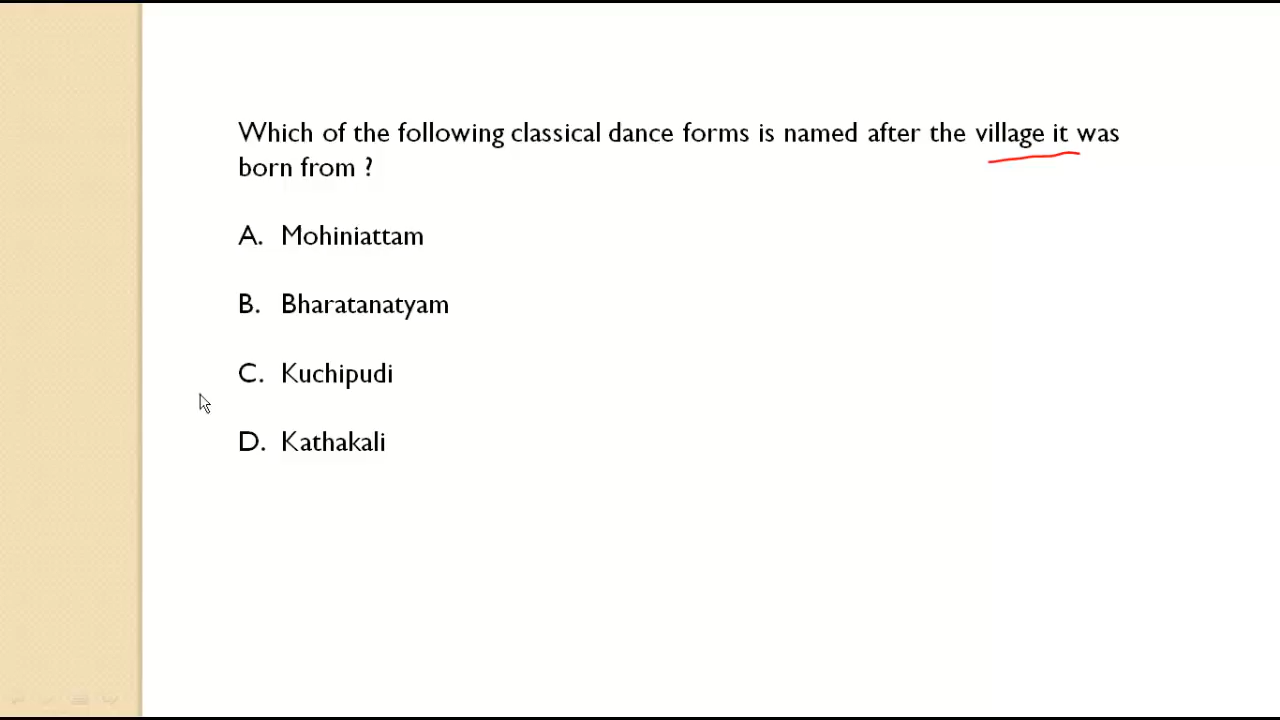 Which of the following classical dance forms is named after the village it was
born from ?
A. Mohiniattam
B. Bharatanatyam
C. Kuchipudi
D. Kathakali